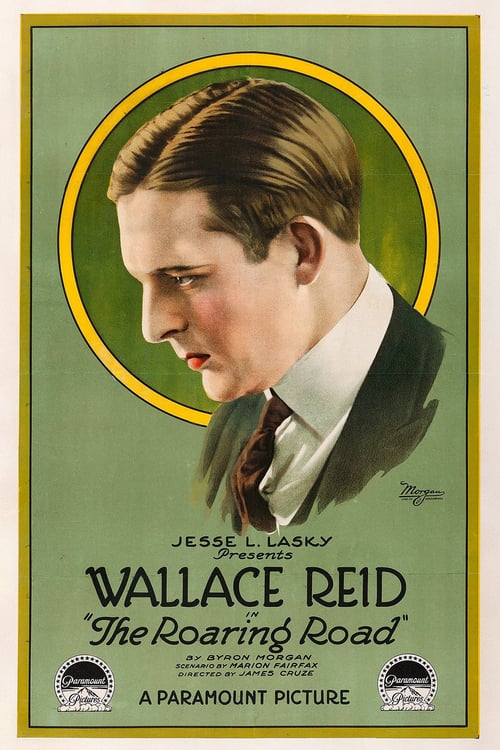 Morgan
JESSE L. LASKY
Presents
WALLACE REID
IN
"The Roaring Road"
BY BYRON MORGAN
SCENARIO BY MARION FAIRFAX
DIRECTED BY JAMES CRUZE
Paramount
Pictures
A PARAMOUNT PICTURE
Paramount
Pictures